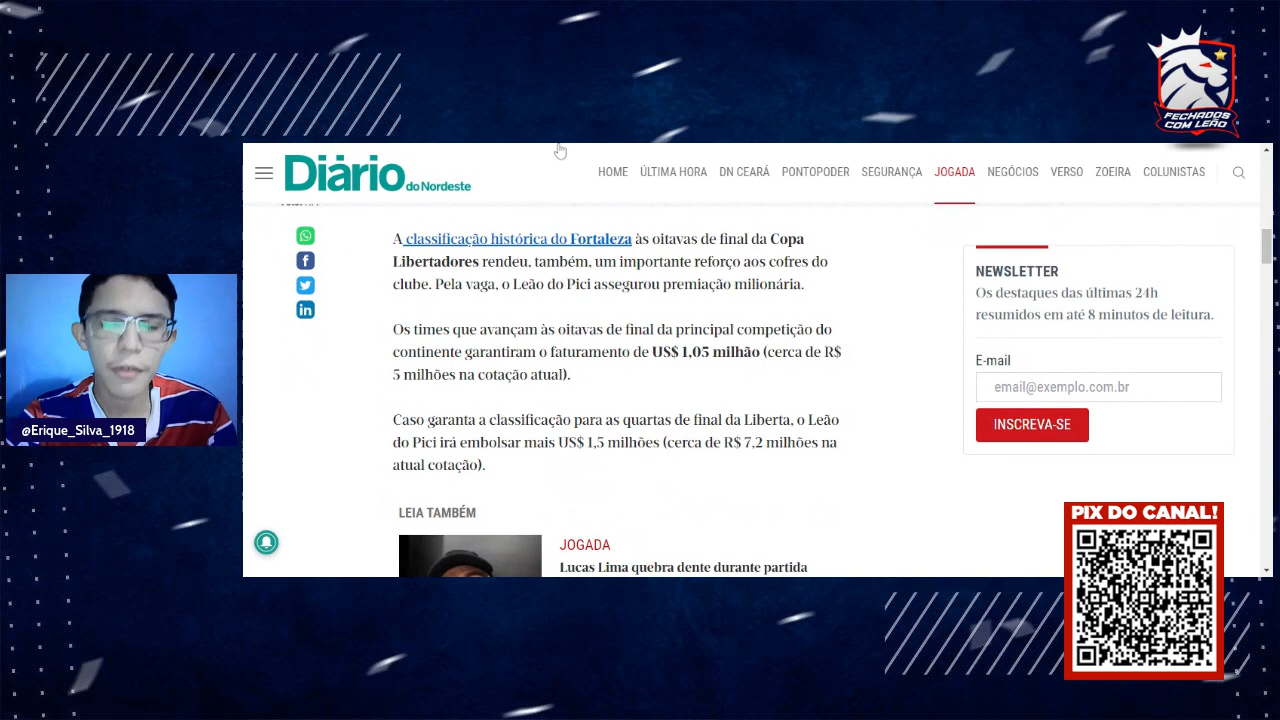 FECHADOS
COM LEÃO
Diário
do Nordeste
HOME ÚLTIMA HORA DN CEARÁ PONTOPODER SEGURANÇA JOGADA NEGÓCIOS VERSO ZOEIRA COLUNISTAS
A classificação histórica do Fortaleza às oitavas de final da Copa
Libertadores rendeu, também, um importante reforço aos cofres do
clube. Pela vaga, o Leão do Pici assegurou premiação milionária.
Os times que avançam às oitavas de final da principal competição do
continente garantiram o faturamento de US$ 1,05 milhão (cerca de R$
5 milhões na cotação atual).
Caso garanta a classificação para as quartas de final da Liberta, o Leão
do Pici irá embolsar mais US$ 1,5 milhões (cerca de R$ 7,2 milhões na
atual cotação).
LEIA TAMBÉM
JOGADA
Lucas Lima quebra dente durante partida
NEWSLETTER
Os destaques das últimas 24h
resumidos em até 8 minutos de leitura.
E-mail
email@exemplo.com.br
INSCREVA-SE
@Erique_Silva_1918
PIX DO CANAL!